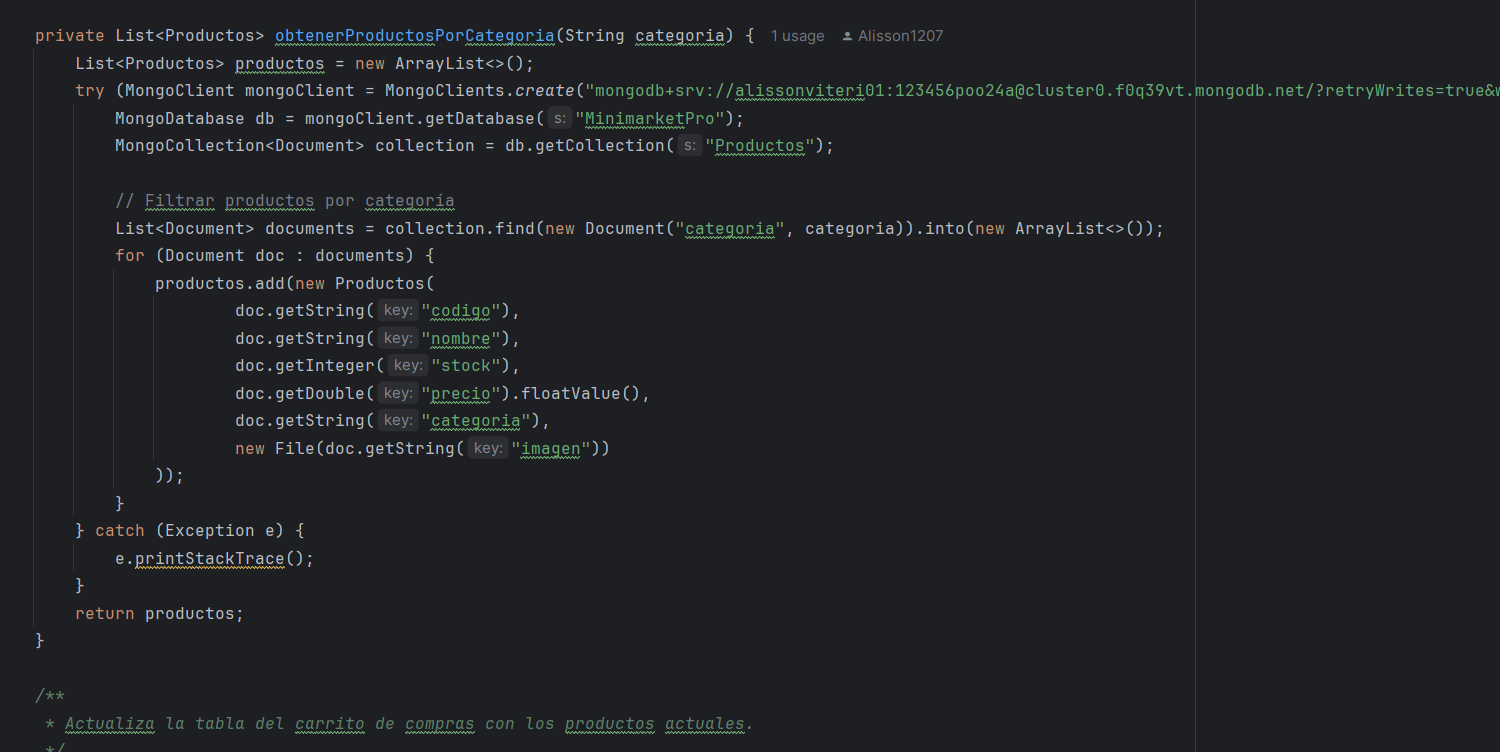 private List<Productos> obtenerProductosPorCategoria(String categoria) { 1 usage Alisson1207
List<Productos> productos = new ArrayList<>();
try (MongoClient mongoClient = MongoClients.create("mongodb+srv://alissonviteri01:123456poo24a@cluster0.f0q39vt.mongodb.net/?retryWrites=true&w
MongoDatabase db = mongoClient.getDatabase( s: "MinimarketPro");
MongoCollection<Document> collection = db.getCollection( s: "Productos");
// Filtrar productos por categoría
List<Document> documents = collection.find(new Document("categoria", categoria)).into(new ArrayList<>());
for (Document doc : documents) {
productos.add(new Productos(
doc.getString( key: "codigo"),
doc.getString( key: "nombre"),
doc.getInteger( key: "stock"),
doc.getDouble( key: "precio").floatValue(),
doc.getString( key: "categoria"),
new File(doc.getString( key: "imagen"))
));
}
} catch (Exception e) {
e.printStackTrace();
}
return productos;
}
/**
* Actualiza la tabla del carrito de compras con los productos actuales.
*/